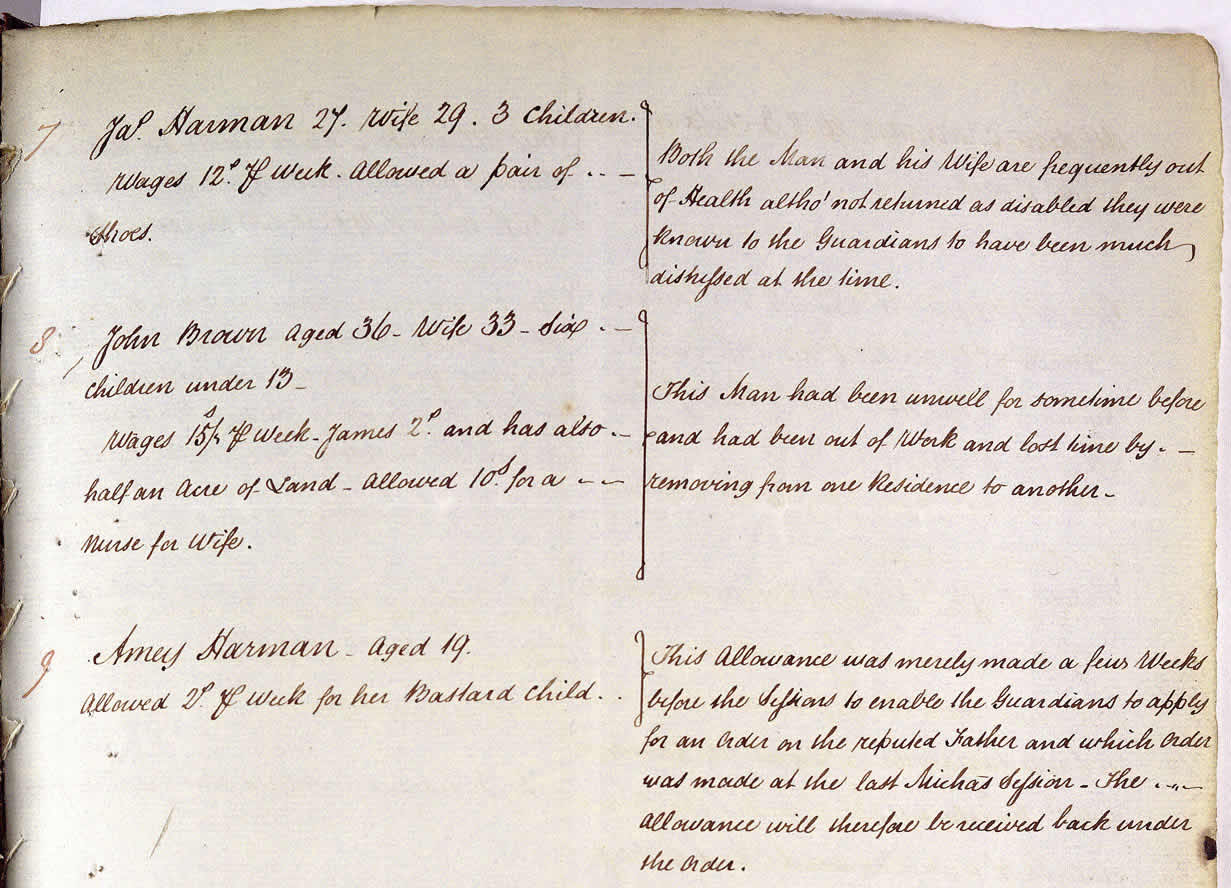 7 Jas. Harman 27. Wife 29. 3 Children.
Wages 12s. ⅌ Week. Allowed a pair of
Shoes.
Both the Man and his Wife are frequently out
of Health altho' not returned as disabled they were
known to the Guardians to have been much
distressed at the time.
8 John Brown aged 36 - Wife 33 - Six
Children under 13 -
Wages 15s/ ⅌ Week - James 2s. and has also
half an Acre of Land - Allowed 10s. for a
Nurse for Wife.
This Man had been unwell for sometime before
and had been out of Work and lost time by
removing from one Residence to another -
9 Amey Harman - Aged 19.
Allowed 2s. ⅌ Week for her Bastard Child.
This Allowance was merely made a few Weeks
before the Sessions to enable the Guardians to apply
for an Order on the reputed Father and which Order
was made at the last Michas Session - The
Allowance will therefore be received back under
the Order.